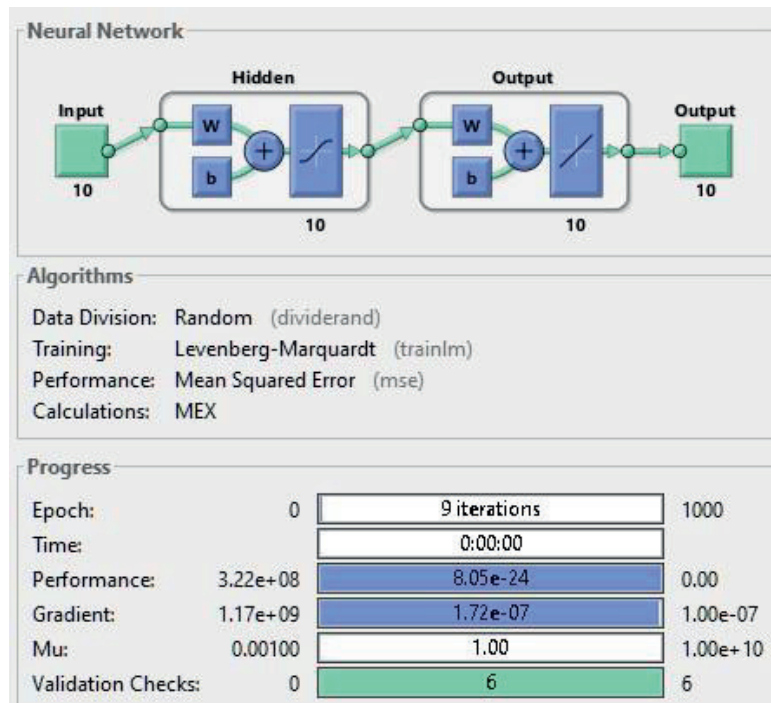 Neural Network
Hidden
Output
Input
Output
W
b
+
W
b
+
10
10
10
10
Algorithms
Data Division: Random (dividerand)
Training: Levenberg-Marquardt (trainlm)
Performance: Mean Squared Error (mse)
Calculations: MEX
Progress
Epoch: 0 9 iterations 1000
Time: 0:00:00
Performance: 3.22e+08 8.05e-24 0.00
Gradient: 1.17e+09 1.72e-07 1.00e-07
Mu: 0.00100 1.00 1.00e+10
Validation Checks: 0 6 6